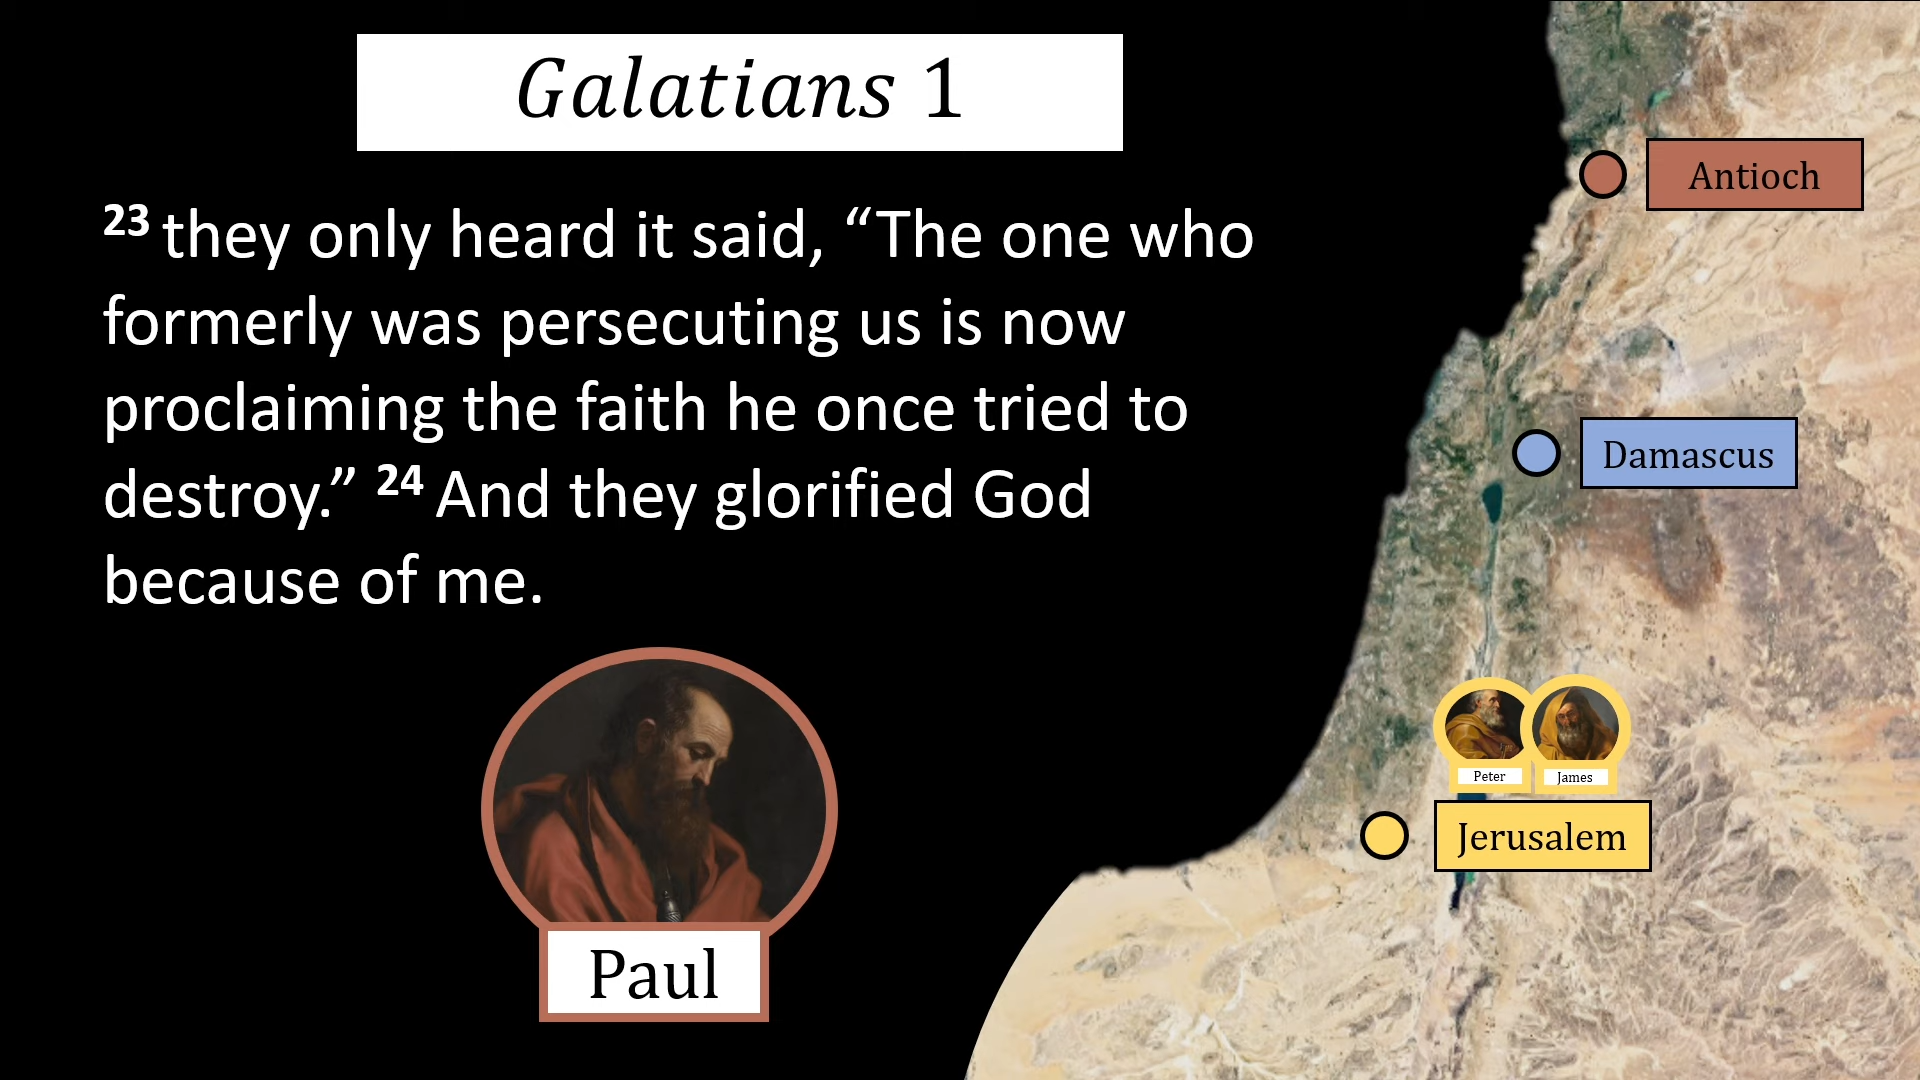 Galatians 1
23 they only heard it said, “The one who
formerly was persecuting us is now
proclaiming the faith he once tried to
destroy.” 24 And they glorified God
because of me.
Paul
Antioch
Damascus
Peter
James
Jerusalem